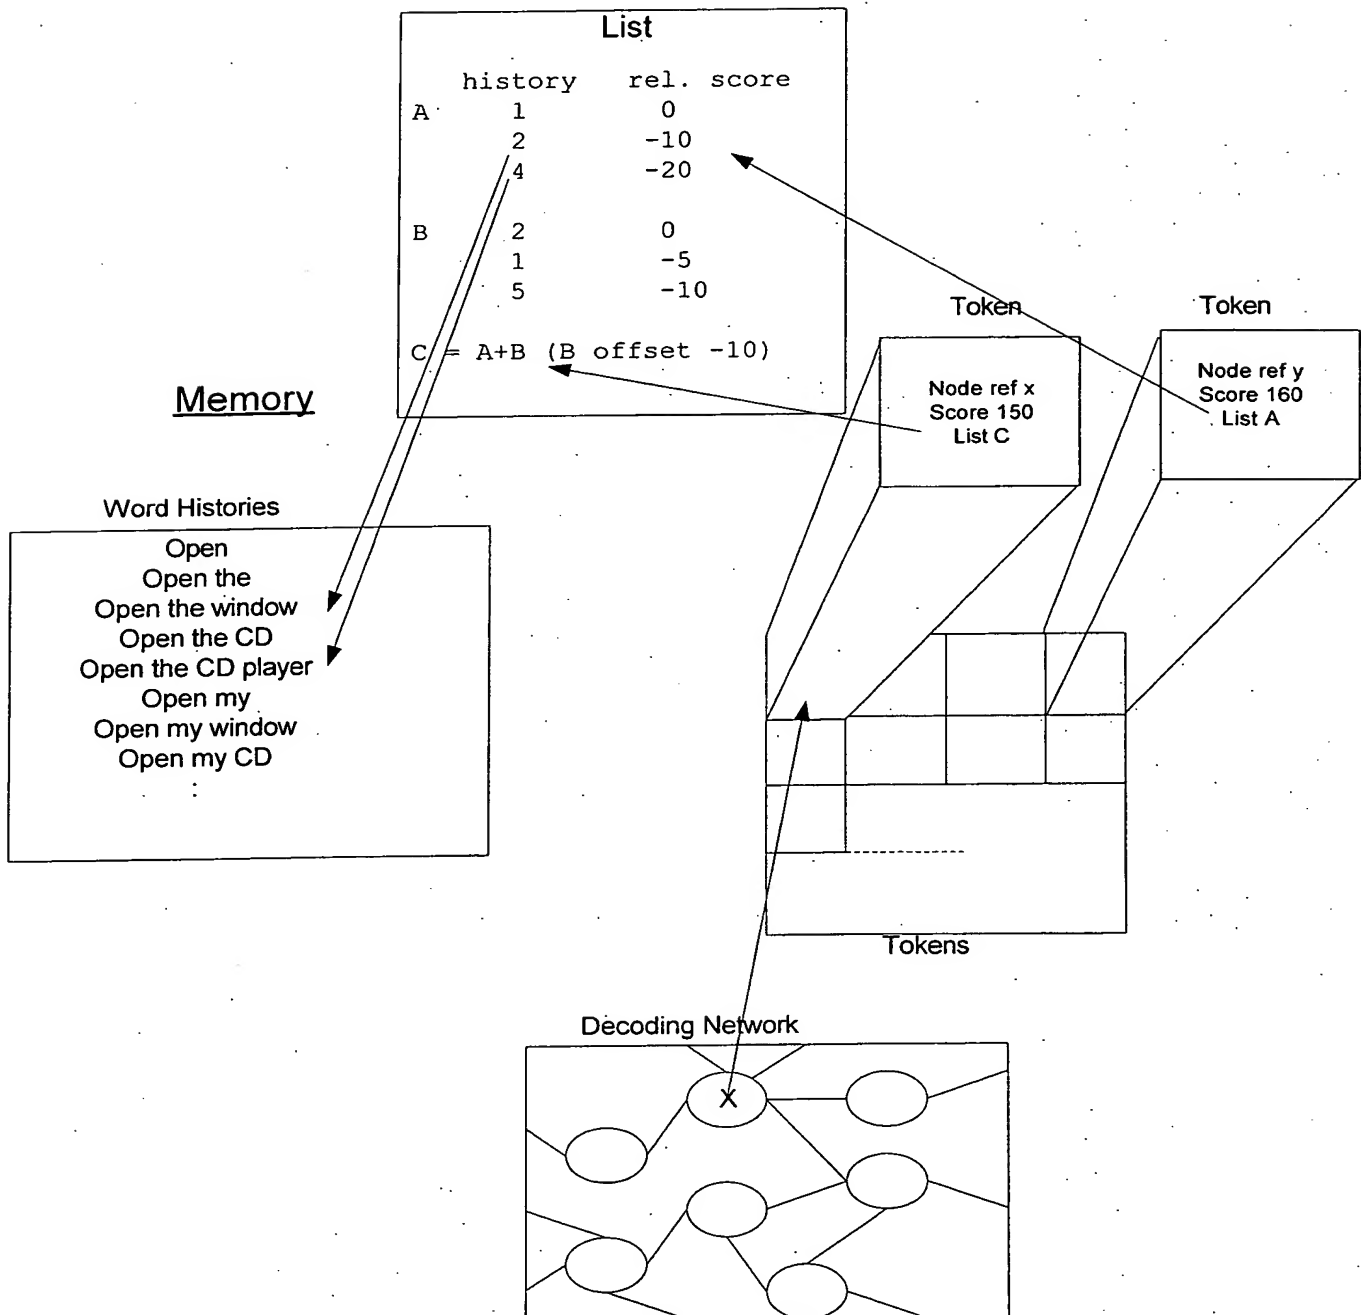 List
history rel. score
A 1 0
2 -10
4 -20
B 2 0
1 -5
5 -10
C = A+B (B offset -10)
Token
Node ref x
Score 150
List C
Token
Node ref y
Score 160
List A
Memory
Word Histories
Open
Open the
Open the window
Open the CD
Open the CD player
Open my
Open my window
Open my CD
:
Tokens
Decoding Network
X